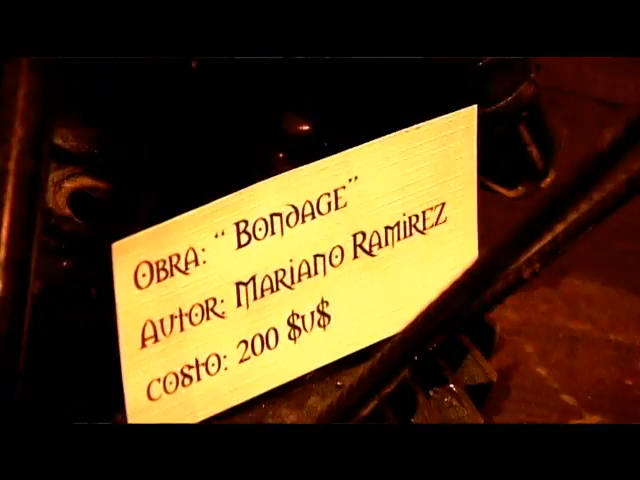 OBRA: “ BONDAGE”
AUTOR: MARIANO RAMIREZ
COSTO: 200 $U$